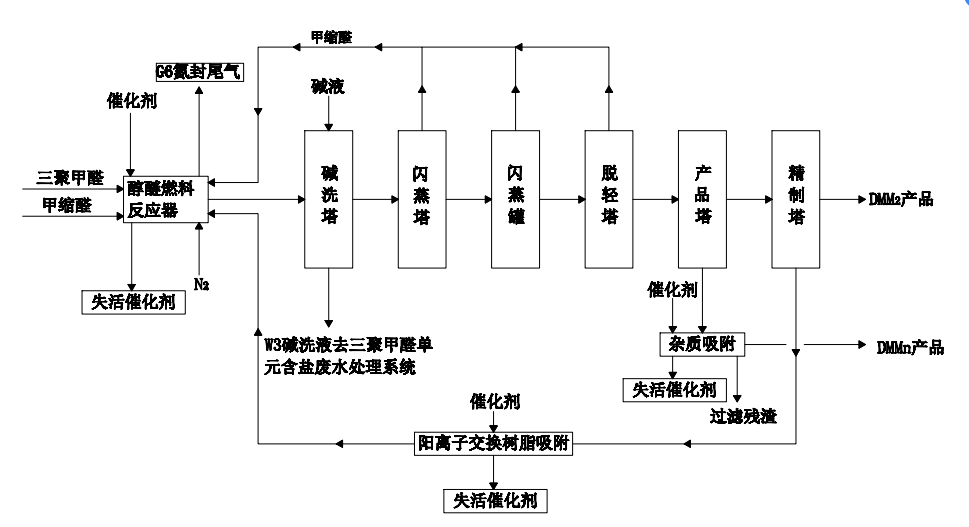 甲缩醛
G6氮封尾气
催化剂
碱液
三聚甲醛
甲缩醛
醇醚燃料
反应器
碱洗塔
闪蒸塔
闪蒸罐
脱轻塔
产品塔
精制塔
DMM₂产品
N₂
失活催化剂
W3碱洗液去三聚甲醛单
元含盐废水处理系统
催化剂
杂质吸附
DMMn产品
失活催化剂
过滤残渣
催化剂
阳离子交换树脂吸附
失活催化剂